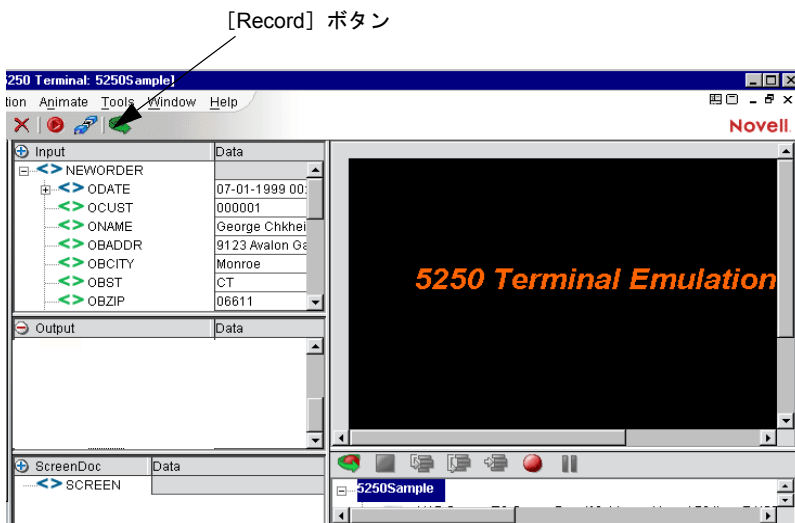 ［Record］ボタン
5250 Terminal: 5250Sample]
tion Animate Tools Window Help
Novell.
Input Data
NEWORDER
ODATE 07-01-1999 00:
OCUST 000001
ONAME George Chkhei
OBADDR 9123 Avalon Ga
OBCITY Monroe
OBST CT
OBZIP 06611
5250 Terminal Emulation
Output Data
ScreenDoc Data
SCREEN
5250Sample